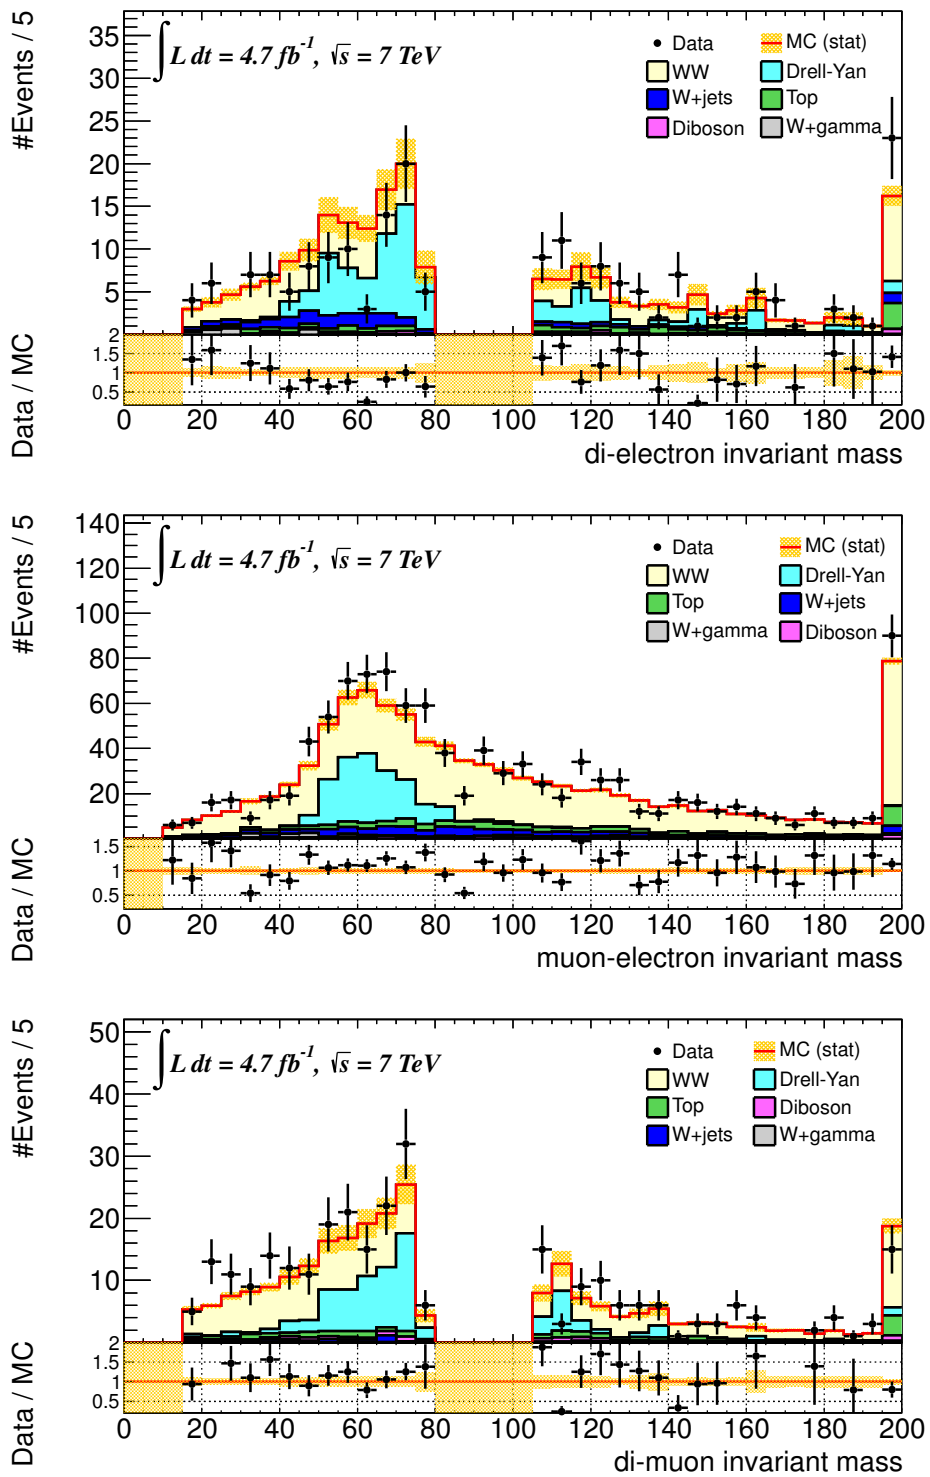 #Events / 5
35
30
25
20
15
10
5
∫ L dt = 4.7 fb⁻¹, √s = 7 TeV
Data
MC (stat)
WW
Drell-Yan
W+jets
Top
Diboson
W+gamma
Data / MC
2
1.5
1
0.5
0 20 40 60 80 100 120 140 160 180 200
di-electron invariant mass
#Events / 5
140
120
100
80
60
40
20
∫ L dt = 4.7 fb⁻¹, √s = 7 TeV
Data
MC (stat)
WW
Drell-Yan
Top
W+jets
W+gamma
Diboson
Data / MC
1.5
1
0.5
0 20 40 60 80 100 120 140 160 180 200
muon-electron invariant mass
#Events / 5
50
40
30
20
10
∫ L dt = 4.7 fb⁻¹, √s = 7 TeV
Data
MC (stat)
WW
Drell-Yan
Top
Diboson
W+jets
W+gamma
Data / MC
2
1.5
1
0.5
0 20 40 60 80 100 120 140 160 180 200
di-muon invariant mass